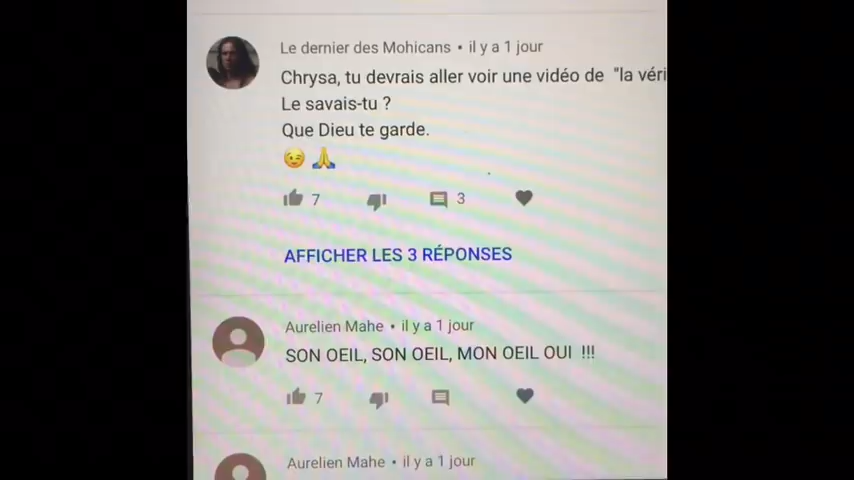 Le dernier des Mohicans • il y a 1 jour
Chrysa, tu devrais aller voir une vidéo de "la véri
Le savais-tu ?
Que Dieu te garde.
😉 🙏
7
3
AFFICHER LES 3 RÉPONSES
Aurelien Mahe • il y a 1 jour
SON OEIL, SON OEIL, MON OEIL OUI !!!
7
Aurelien Mahe • il y a 1 jour